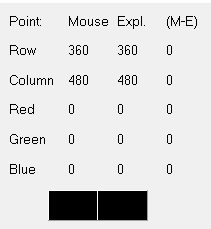 Point: Mouse Expl. (M-E)
Row 360 360 0
Column 480 480 0
Red 0 0 0
Green 0 0 0
Blue 0 0 0